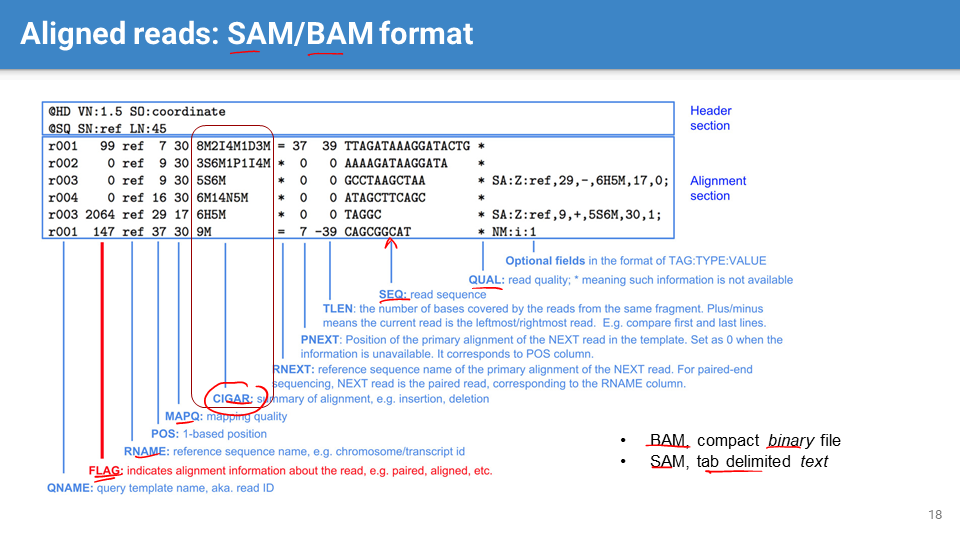 Aligned reads: SAM/BAM format
@HD VN:1.5 SO:coordinate
@SQ SN:ref LN:45
Header
section
r001 99 ref 7 30 8M2I4M1D3M = 37 39 TTAGATAAAGGATACTG *
r002 0 ref 9 30 3S6M1P1I4M * 0 0 AAAAGATAAGGATA *
r003 0 ref 9 30 5S6M * 0 0 GCCTAAGCTAA * SA:Z:ref,29,-,6H5M,17,0;
r004 0 ref 16 30 6M14N5M * 0 0 ATAGCTTCAGC *
r003 2064 ref 29 17 6H5M * 0 0 TAGGC * SA:Z:ref,9,+,5S6M,30,1;
r001 147 ref 37 30 9M = 7 -39 CAGCGGCAT * NM:i:1
Alignment
section
Optional fields in the format of TAG:TYPE:VALUE
QUAL: read quality; * meaning such information is not available
SEQ: read sequence
TLEN: the number of bases covered by the reads from the same fragment. Plus/minus
means the current read is the leftmost/rightmost read. E.g. compare first and last lines.
PNEXT: Position of the primary alignment of the NEXT read in the template. Set as 0 when the
information is unavailable. It corresponds to POS column.
RNEXT: reference sequence name of the primary alignment of the NEXT read. For paired-end
sequencing, NEXT read is the paired read, corresponding to the RNAME column.
CIGAR: summary of alignment, e.g. insertion, deletion
MAPQ: mapping quality
POS: 1-based position
RNAME: reference sequence name, e.g. chromosome/transcript id
FLAG: indicates alignment information about the read, e.g. paired, aligned, etc.
QNAME: query template name, aka. read ID
• BAM, compact binary file
• SAM, tab delimited text
18